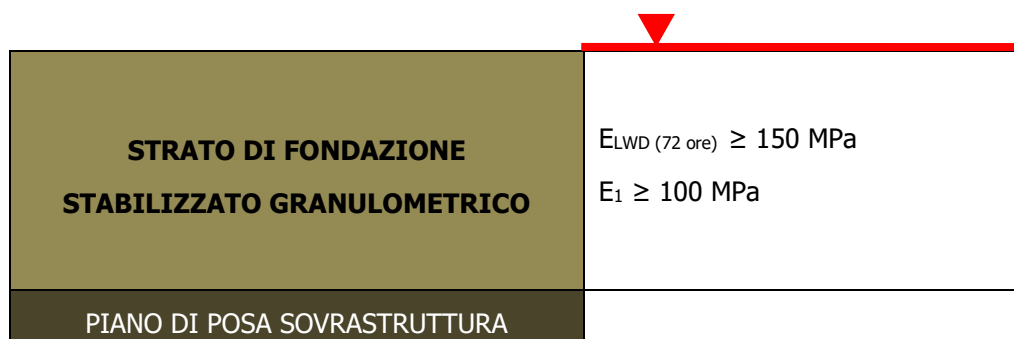 STRATO DI FONDAZIONE
STABILIZZATO GRANULOMETRICO
ELWD (72 ore) ≥ 150 MPa
E1 ≥ 100 MPa
PIANO DI POSA SOVRASTRUTTURA